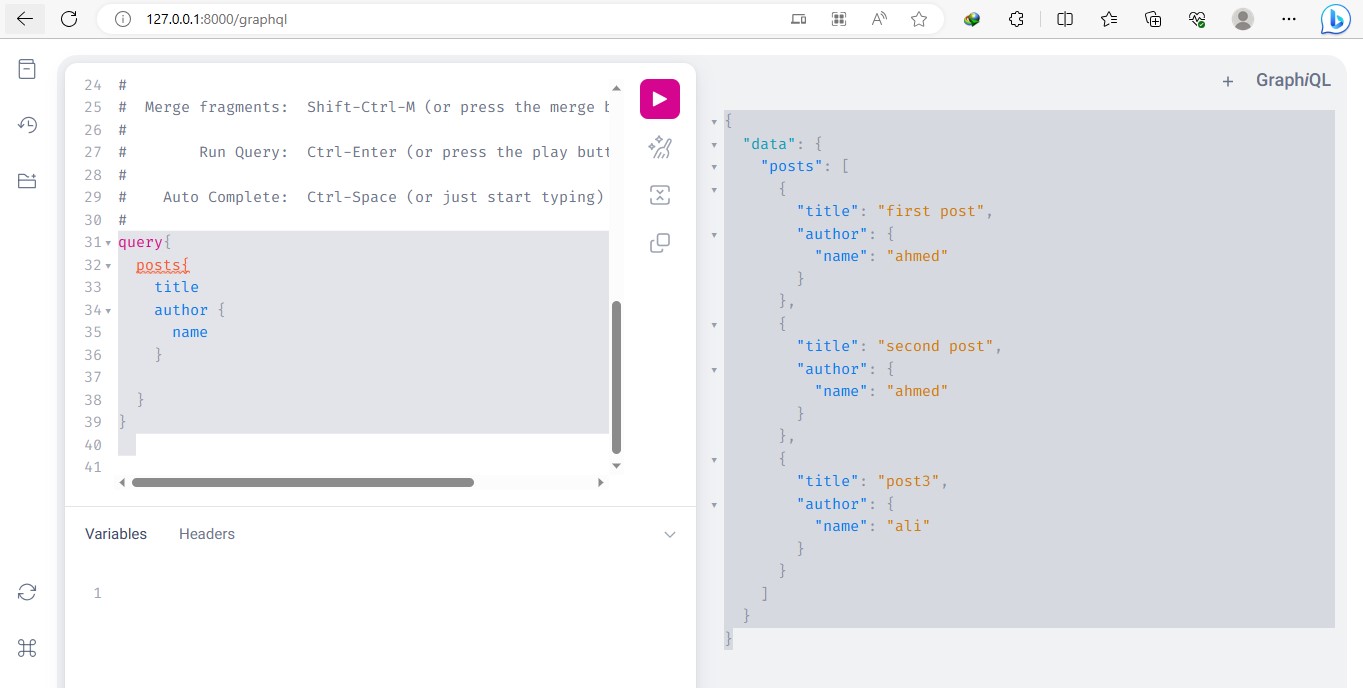 127.0.0.1:8000/graphql
24 #
25 # Merge fragments: Shift-Ctrl-M (or press the merge b
26 #
27 # Run Query: Ctrl-Enter (or press the play butt
28 #
29 # Auto Complete: Ctrl-Space (or just start typing)
30 #
31 query{
32 posts{
33 title
34 author {
35 name
36 }
37
38 }
39 }
40
41
Variables Headers
1
+ GraphiQL
{
"data": {
"posts": [
{
"title": "first post",
"author": {
"name": "ahmed"
}
},
{
"title": "second post",
"author": {
"name": "ahmed"
}
},
{
"title": "post3",
"author": {
"name": "ali"
}
}
]
}
}